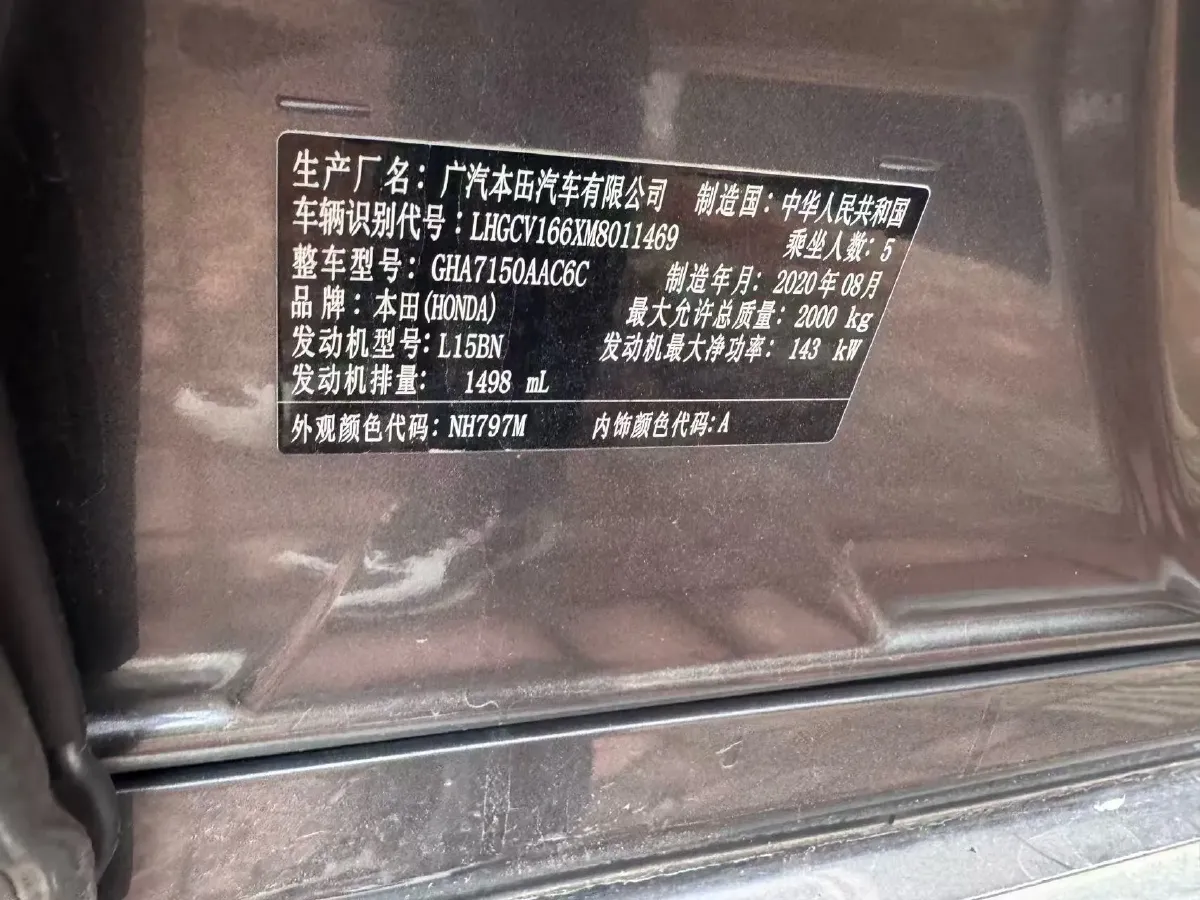 生产厂名：广汽本田汽车有限公司 制造国：中华人民共和国
车辆识别代号：LHGCV166XM8011469 乘坐人数：5
整车型号：GHA7150AAC6C 制造年月：2020年08月
品牌：本田(HONDA) 最大允许总质量：2000 kg
发动机型号：L15BN 发动机最大净功率：143 kW
发动机排量： 1498 mL
外观颜色代码：NH797M 内饰颜色代码:A